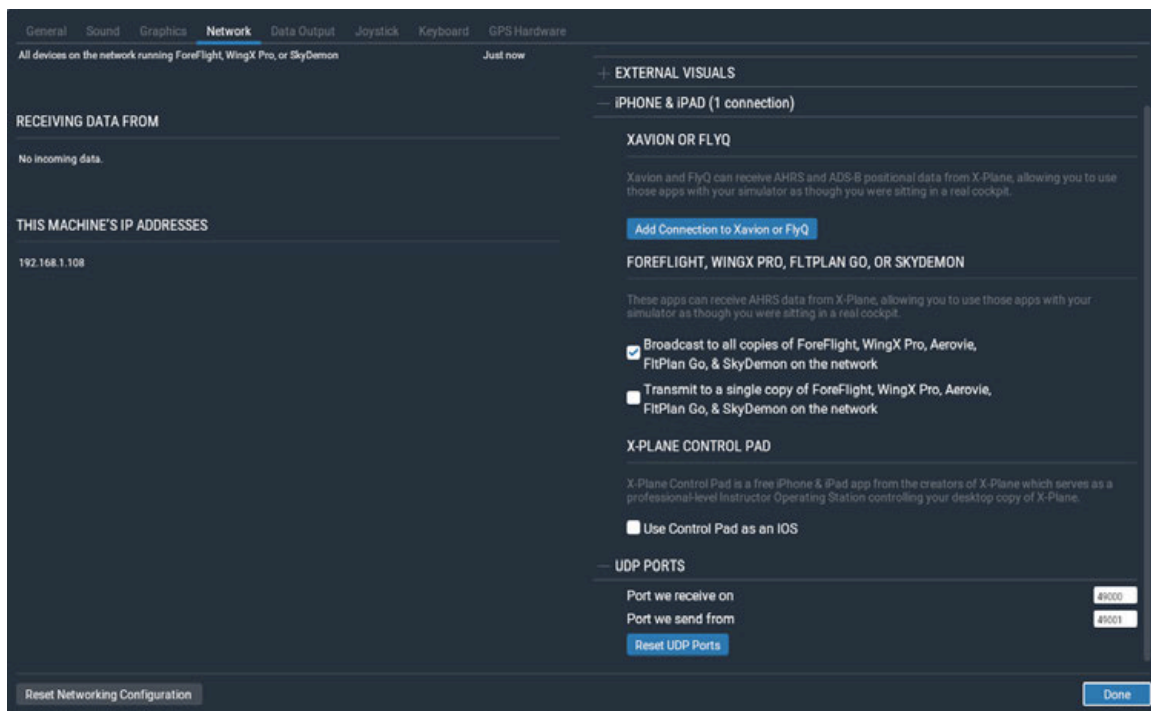 General Sound Graphics Network Data Output Joystick Keyboard GPS Hardware
All devices on the network running ForeFlight, WingX Pro, or SkyDemon Just now
RECEIVING DATA FROM
No incoming data.
THIS MACHINE'S IP ADDRESSES
192.168.1.108
EXTERNAL VISUALS
iPHONE & iPAD (1 connection)
XAVION OR FLYQ
Xavion and FlyQ can receive AHRS and ADS-B positional data from X-Plane, allowing you to use
those apps with your simulator as though you were sitting in a real cockpit.
Add Connection to Xavion or FlyQ
FOREFLIGHT, WINGX PRO, FLTPLAN GO, OR SKYDEMON
These apps can receive AHRS data from X-Plane, allowing you to use those apps with your
simulator as though you were sitting in a real cockpit.
Broadcast to all copies of ForeFlight, WingX Pro, Aerovie,
FltPlan Go, & SkyDemon on the network
Transmit to a single copy of ForeFlight, WingX Pro, Aerovie,
FltPlan Go, & SkyDemon on the network
X-PLANE CONTROL PAD
X-Plane Control Pad is a free iPhone & iPad app from the creators of X-Plane which serves as a
professional-level Instructor Operating Station controlling your desktop copy of X-Plane.
Use Control Pad as an IOS
UDP PORTS
Port we receive on 49000
Port we send from 49001
Reset UDP Ports
Reset Networking Configuration
Done